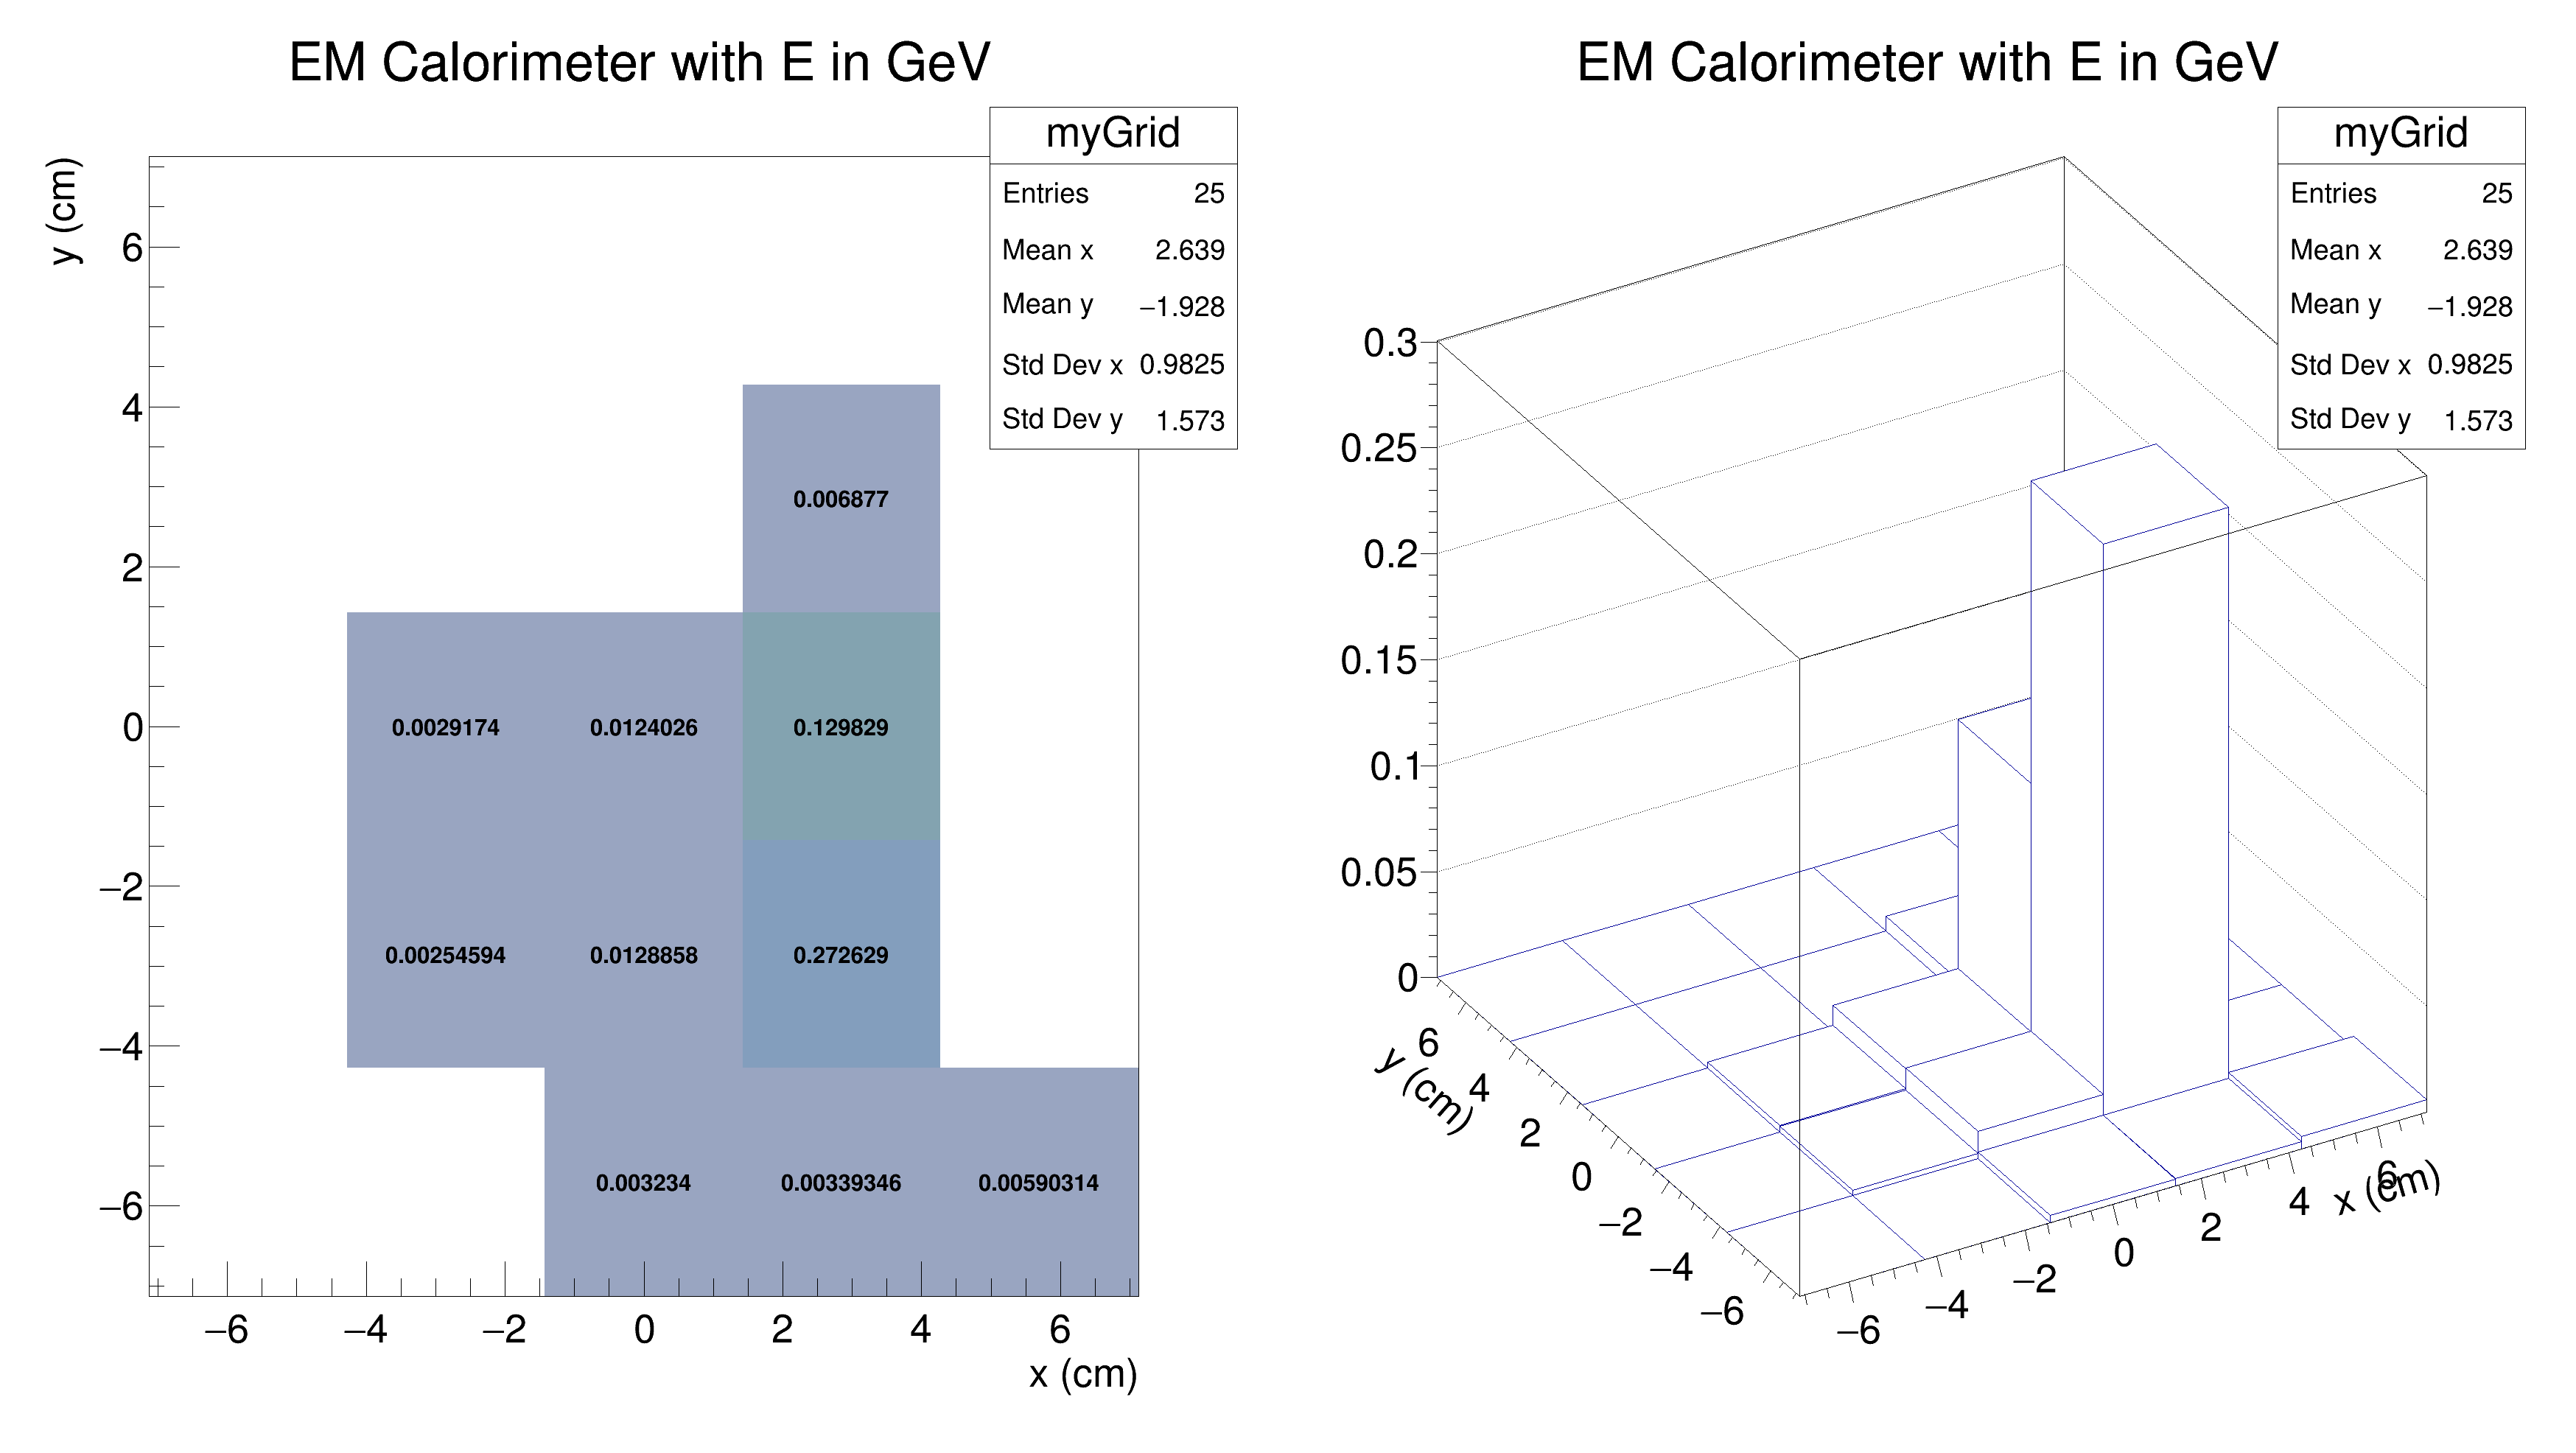 EM Calorimeter with E in GeV
myGrid
Entries 25
Mean x 2.639
Mean y −1.928
Std Dev x 0.9825
Std Dev y 1.573
y (cm)
6
4
2
0
−2
−4
−6
0.006877
0.0029174 0.0124026 0.129829
0.00254594 0.0128858 0.272629
0.003234 0.00339346 0.00590314
−6 −4 −2 0 2 4 6
x (cm)
EM Calorimeter with E in GeV
myGrid
Entries 25
Mean x 2.639
Mean y −1.928
Std Dev x 0.9825
Std Dev y 1.573
0.3
0.25
0.2
0.15
0.1
0.05
0
6
4
2
0
−2
−4
−6
y (cm)
−6
−4
−2
0
2
4
6
x (cm)